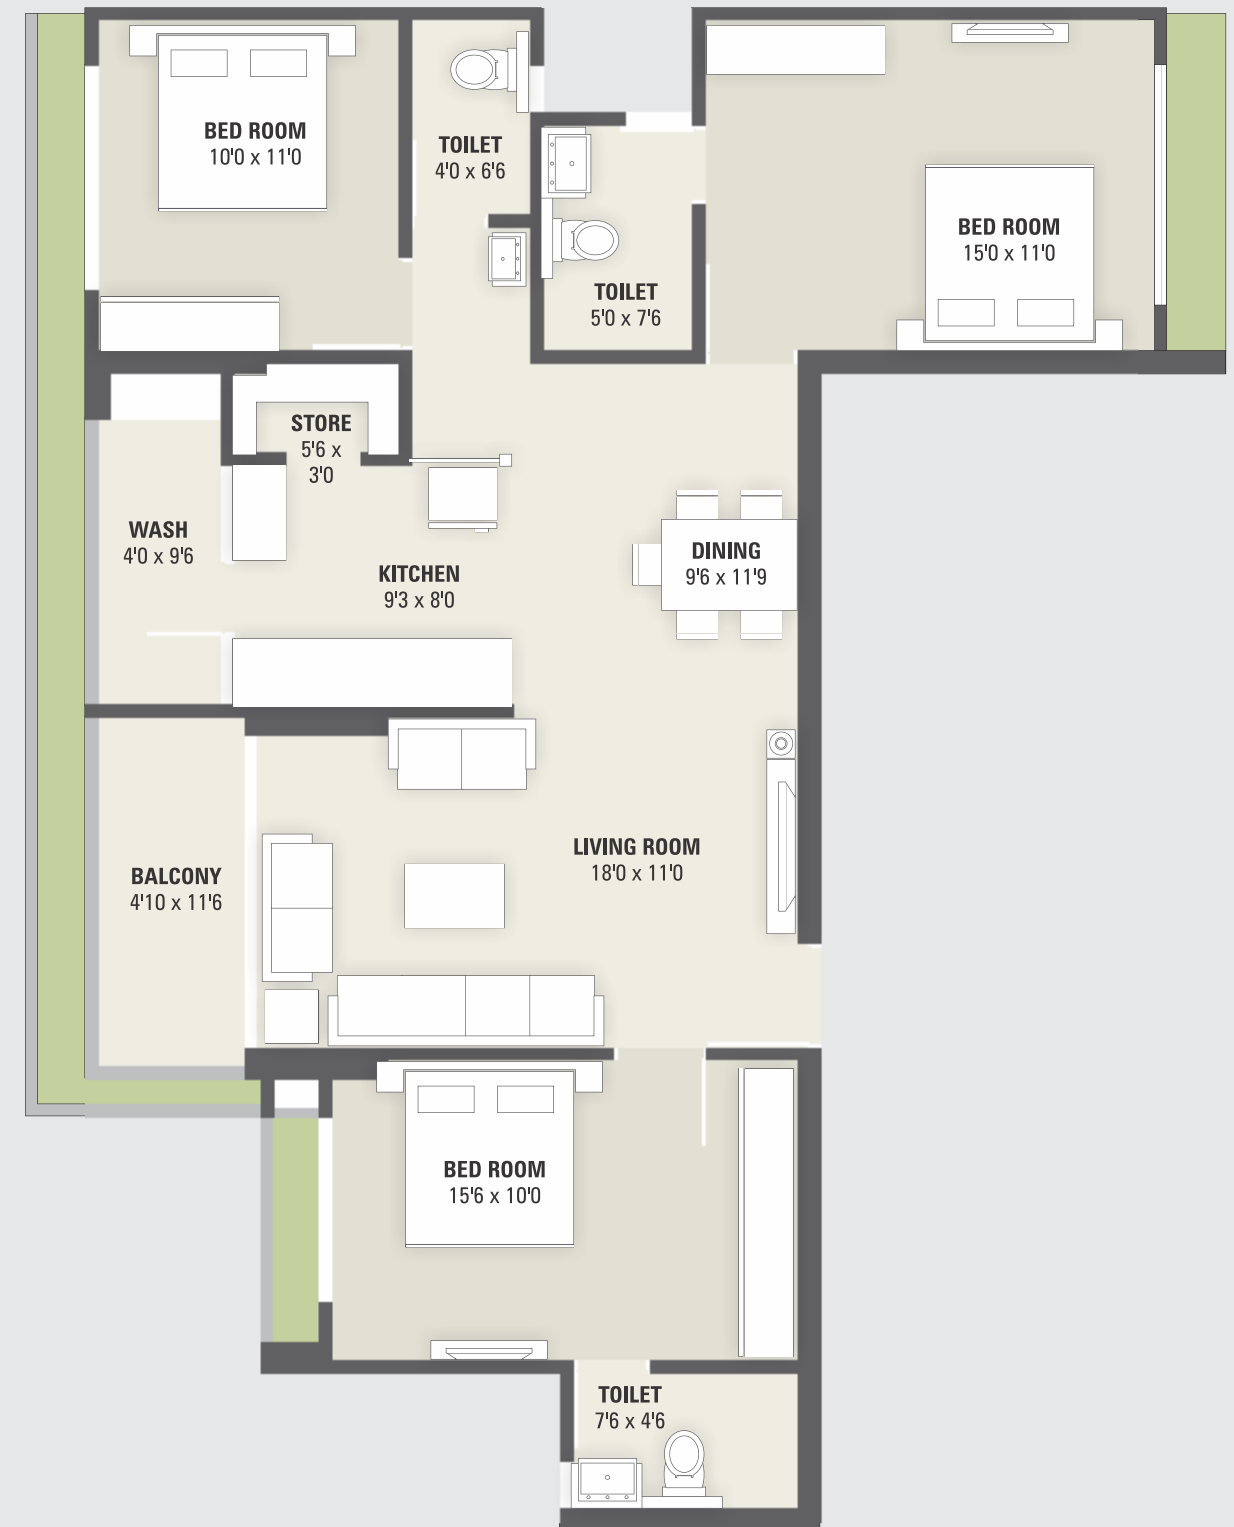 BED ROOM
10'0 x 11'0
TOILET
4'0 x 6'6
BED ROOM
15'0 x 11'0
TOILET
5'0 x 7'6
STORE
5'6 x
3'0
WASH
4'0 x 9'6
KITCHEN
9'3 x 8'0
DINING
9'6 x 11'9
LIVING ROOM
18'0 x 11'0
BALCONY
4'10 x 11'6
BED ROOM
15'6 x 10'0
TOILET
7'6 x 4'6